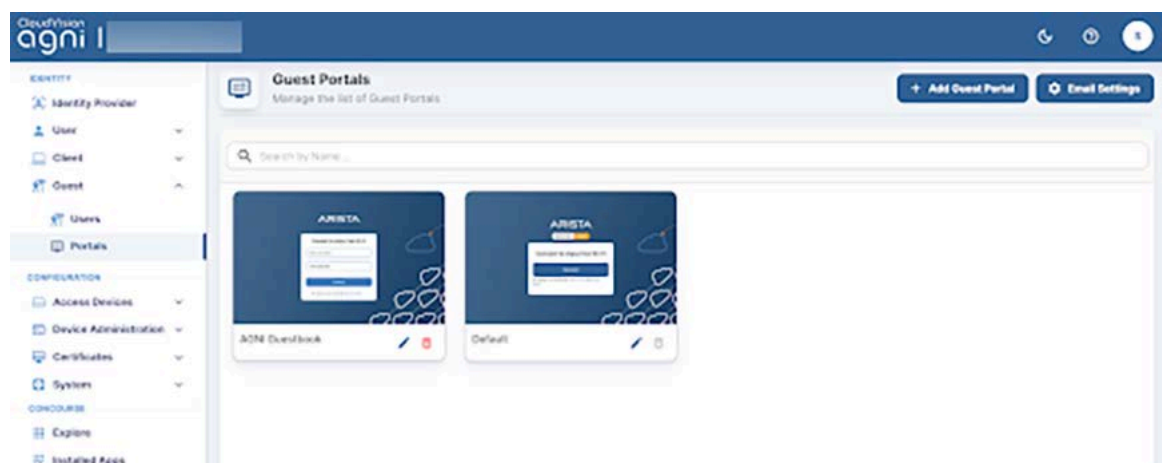 CloudVision
agni |
IDENTITY
Identity Provider
User
Client
Guest
Users
Portals
CONFIGURATION
Access Devices
Device Administration
Certificates
System
CONCOURSE
Explore
Installed Apps
Guest Portals
Manage the list of Guest Portals
+ Add Guest Portal
Email Settings
Search by Name...
ARISTA
AGNI Guestbook
ARISTA
Default